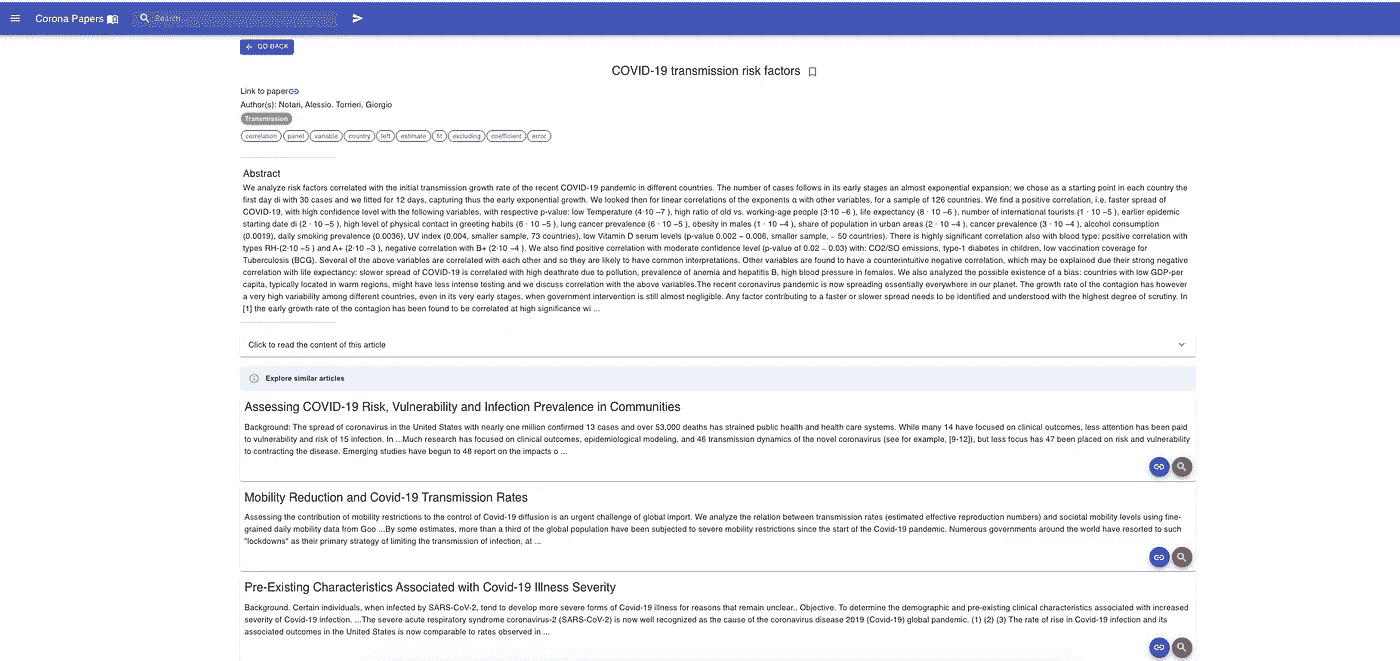 Corona Papers Search...
GO BACK
COVID-19 transmission risk factors
Link to paper
Author(s): Notari, Alessio. Torrieri, Giorgio
Transmission
correlation panel variable country left estimate fit excluding coefficient error
Abstract
We analyze risk factors correlated with the initial transmission growth rate of the recent COVID-19 pandemic in different countries. The number of cases follows in its early stages an almost exponential expansion; we chose as a starting point in each country the
first day di with 30 cases and we fitted for 12 days, capturing thus the early exponential growth. We looked then for linear correlations of the exponents α with other variables, for a sample of 126 countries. We find a positive correlation, i.e. faster spread of
COVID-19, with high confidence level with the following variables, with respective p-value: low Temperature (4·10 −7 ), high ratio of old vs. working-age people (3·10 −6 ), life expectancy (8 · 10 −6 ), number of international tourists (1 · 10 −5 ), earlier epidemic
starting date di (2 · 10 −5 ), high level of physical contact in greeting habits (6 · 10 −5 ), lung cancer prevalence (6 · 10 −5 ), obesity in males (1 · 10 −4 ), share of population in urban areas (2 · 10 −4 ), cancer prevalence (3 · 10 −4 ), alcohol consumption
(0.0019), daily smoking prevalence (0.0036), UV index (0.004, smaller sample, 73 countries), low Vitamin D serum levels (p-value 0.002 − 0.006, smaller sample, ∼ 50 countries). There is highly significant correlation also with blood type: positive correlation with
types RH-(2·10 −5 ) and A+ (2·10 −3 ), negative correlation with B+ (2·10 −4 ). We also find positive correlation with moderate confidence level (p-value of 0.02 ∼ 0.03) with: CO2/SO emissions, type-1 diabetes in children, low vaccination coverage for
Tuberculosis (BCG). Several of the above variables are correlated with each other and so they are likely to have common interpretations. Other variables are found to have a counterintuitive negative correlation, which may be explained due their strong negative
correlation with life expectancy: slower spread of COVID-19 is correlated with high deathrate due to pollution, prevalence of anemia and hepatitis B, high blood pressure in females. We also analyzed the possible existence of a bias: countries with low GDP-per
capita, typically located in warm regions, might have less intense testing and we discuss correlation with the above variables.The recent coronavirus pandemic is now spreading essentially everywhere in our planet. The growth rate of the contagion has however
a very high variability among different countries, even in its very early stages, when government intervention is still almost negligible. Any factor contributing to a faster or slower spread needs to be identified and understood with the highest degree of scrutiny. In
[1] the early growth rate of the contagion has been found to be correlated at high significance wi ...
Click to read the content of this article
Explore similar articles
Assessing COVID-19 Risk, Vulnerability and Infection Prevalence in Communities
Background: The spread of coronavirus in the United States with nearly one million confirmed 13 cases and over 53,000 deaths has strained public health and health care systems. While many 14 have focused on clinical outcomes, less attention has been paid
to vulnerability and risk of 15 infection. In ...Much research has focused on clinical outcomes, epidemiological modeling, and 46 transmission dynamics of the novel coronavirus (see for example, [9-12]), but less focus has 47 been placed on risk and vulnerability
to contracting the disease. Emerging studies have begun to 48 report on the impacts o ...
Mobility Reduction and Covid-19 Transmission Rates
Assessing the contribution of mobility restrictions to the control of Covid-19 diffusion is an urgent challenge of global import. We analyze the relation between transmission rates (estimated effective reproduction numbers) and societal mobility levels using fine-
grained daily mobility data from Goo ...By some estimates, more than a third of the global population have been subjected to severe mobility restrictions since the start of the Covid-19 pandemic. Numerous governments around the world have resorted to such
"lockdowns" as their primary strategy of limiting the transmission of infection, at ...
Pre-Existing Characteristics Associated with Covid-19 Illness Severity
Background. Certain individuals, when infected by SARS-CoV-2, tend to develop more severe forms of Covid-19 illness for reasons that remain unclear.. Objective. To determine the demographic and pre-existing clinical characteristics associated with increased
severity of Covid-19 infection. ...The severe acute respiratory syndrome coronavirus-2 (SARS-CoV-2) is now well recognized as the cause of the coronavirus disease 2019 (Covid-19) global pandemic. (1) (2) (3) The rate of rise in Covid-19 infection and its
associated outcomes in the United States is now comparable to rates observed in ...